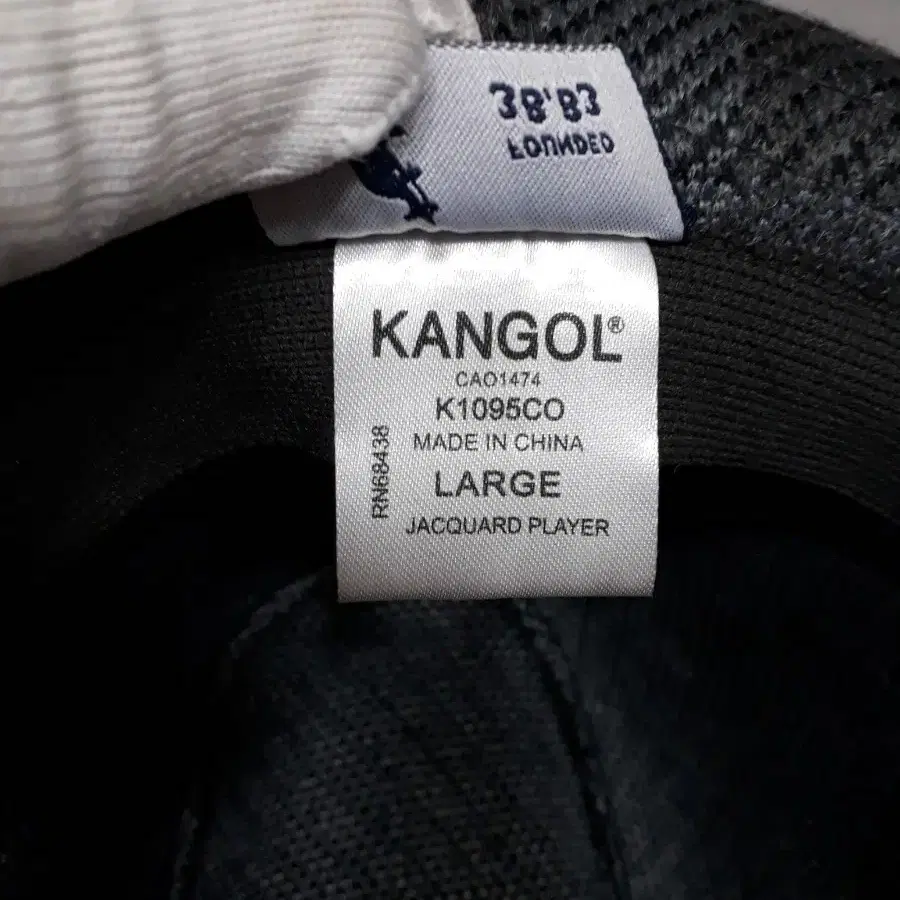 38'83
FOUNDED
KANGOL®
CAO1474
K1095CO
MADE IN CHINA
LARGE
JACQUARD PLAYER
RN68438